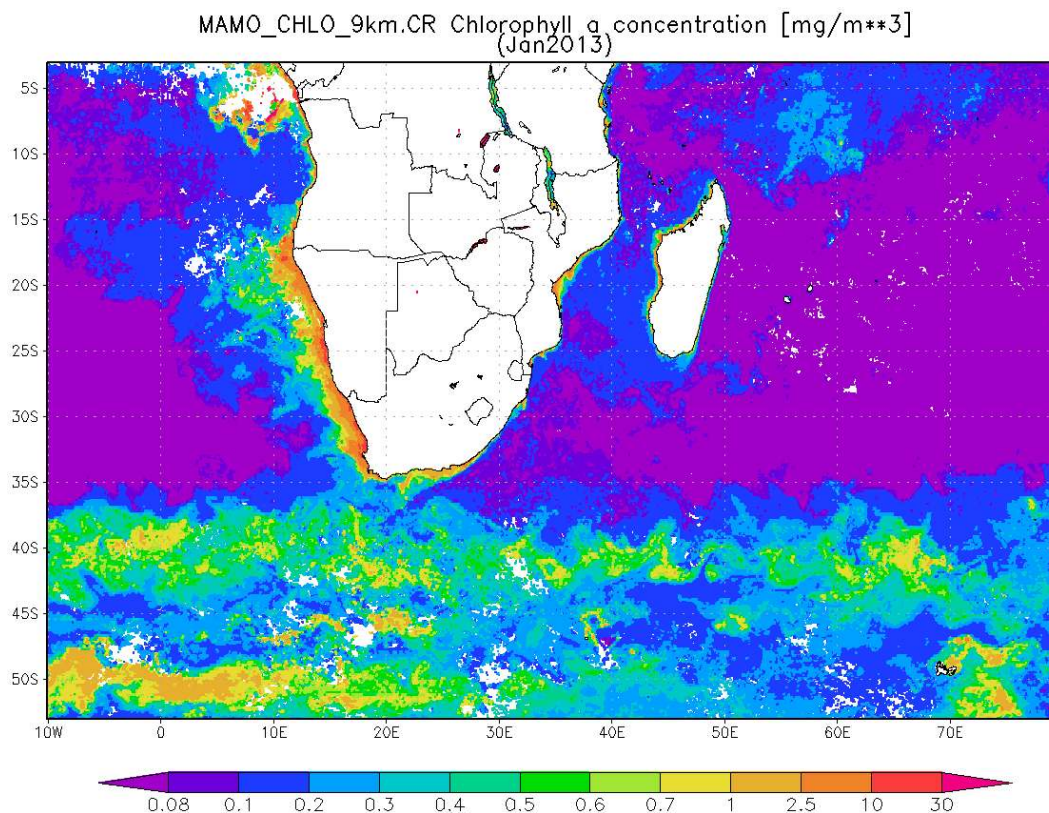 MAMO_CHLO_9km.CR Chlorophyll a concentration [mg/m**3]
(Jan2013)
5S
10S
15S
20S
25S
30S
35S
40S
45S
50S
10W 0 10E 20E 30E 40E 50E 60E 70E
0.08 0.1 0.2 0.3 0.4 0.5 0.6 0.7 1 2.5 10 30